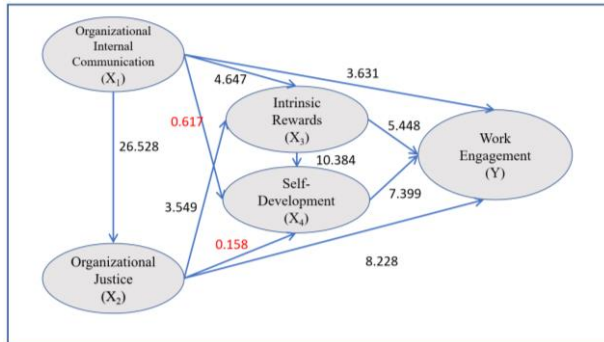 Organizational
Internal
Communication
(X₁)
4.647
3.631
Intrinsic
Rewards
(X₃)
5.448
Work
Engagement
(Y)
0.617
26.528
10.384
Self-
Development
(X₄)
7.399
3.549
0.158
Organizational
Justice
(X₂)
8.228